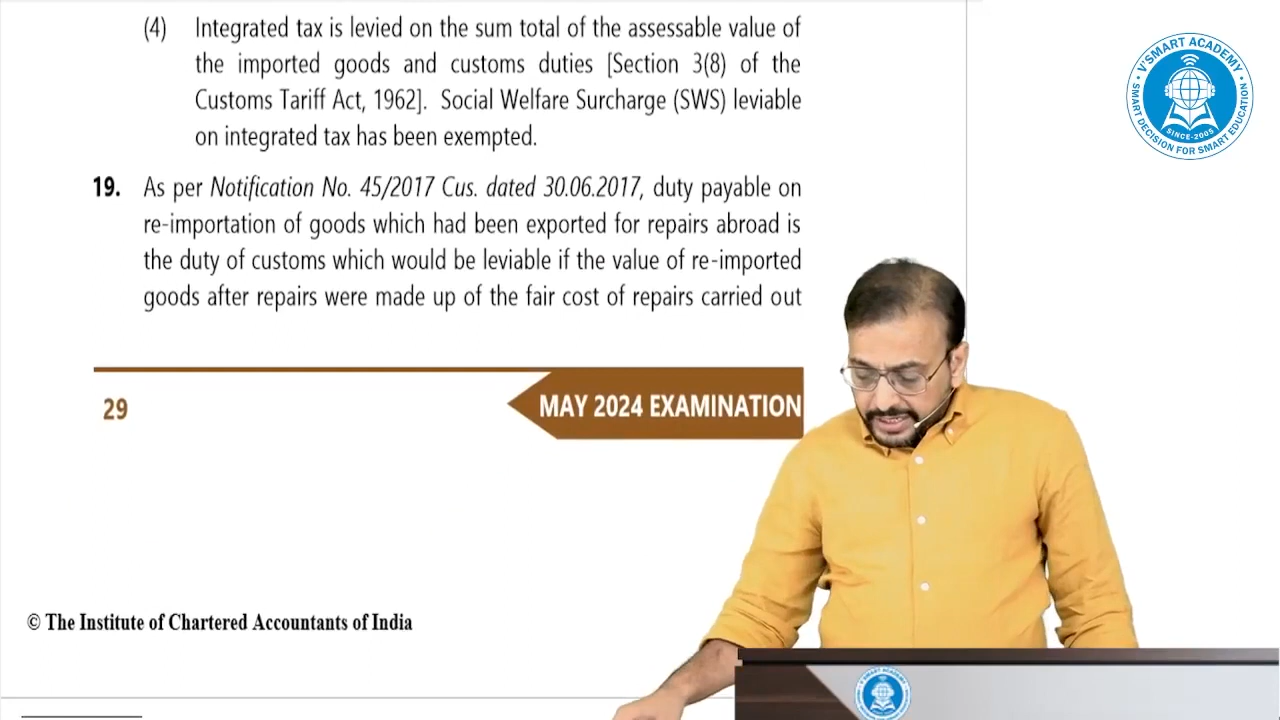 (4) Integrated tax is levied on the sum total of the assessable value of
the imported goods and customs duties [Section 3(8) of the
Customs Tariff Act, 1962]. Social Welfare Surcharge (SWS) leviable
on integrated tax has been exempted.
19. As per Notification No. 45/2017 Cus. dated 30.06.2017, duty payable on
re-importation of goods which had been exported for repairs abroad is
the duty of customs which would be leviable if the value of re-imported
goods after repairs were made up of the fair cost of repairs carried out
29
MAY 2024 EXAMINATION
© The Institute of Chartered Accountants of India
V'SMART ACADEMY
SMART DECISION FOR SMART EDUCATION
SINCE-2005